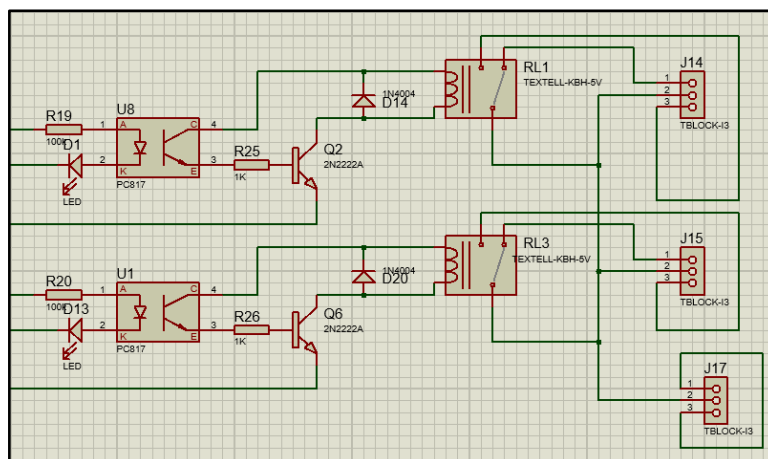 RL1
TEXTELL-KBH-5V
J14
1
2
3
TBLOCK-I3
R19
100k
D1
LED
U8
1
2
A
K
C
E
4
3
PC817
R25
1K
1N4004
D14
Q2
2N2222A
RL3
TEXTELL-KBH-5V
J15
1
2
3
TBLOCK-I3
R20
100k
D13
LED
U1
1
2
A
K
C
E
4
3
PC817
R26
1K
1N4004
D20
Q6
2N2222A
J17
1
2
3
TBLOCK-I3